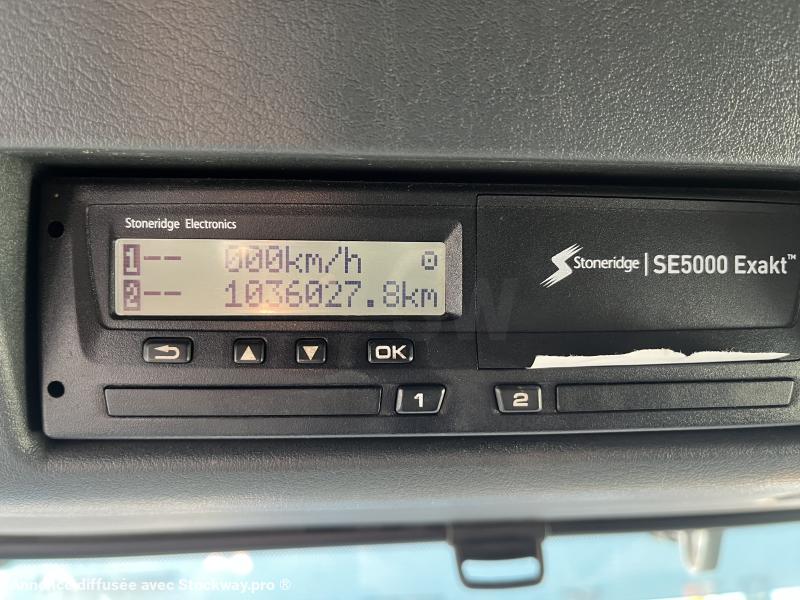 Stoneridge Electronics
1-- 000km/h
2-- 1036027.8km
Stoneridge | SE5000 Exakt™
OK
1 2
Annonce diffusée avec Stockway.pro ®